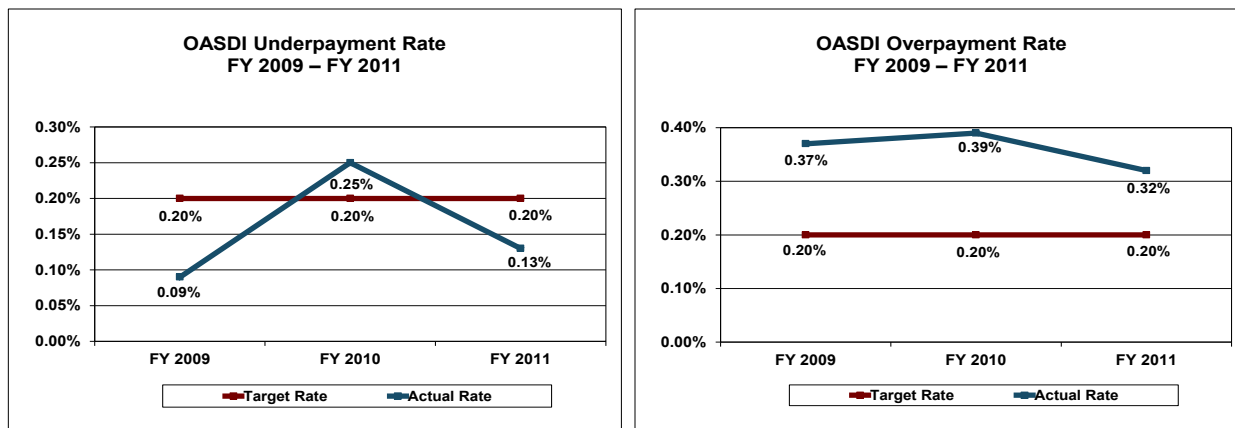 OASDI Underpayment Rate
FY 2009 – FY 2011
0.30%
0.25%
0.20%
0.15%
0.10%
0.05%
0.00%
0.20%
0.25%
0.20%
0.20%
0.09%
0.13%
FY 2009
FY 2010
FY 2011
Target Rate
Actual Rate
OASDI Overpayment Rate
FY 2009 – FY 2011
0.40%
0.30%
0.20%
0.10%
0.00%
0.37%
0.39%
0.32%
0.20%
0.20%
0.20%
FY 2009
FY 2010
FY 2011
Target Rate
Actual Rate